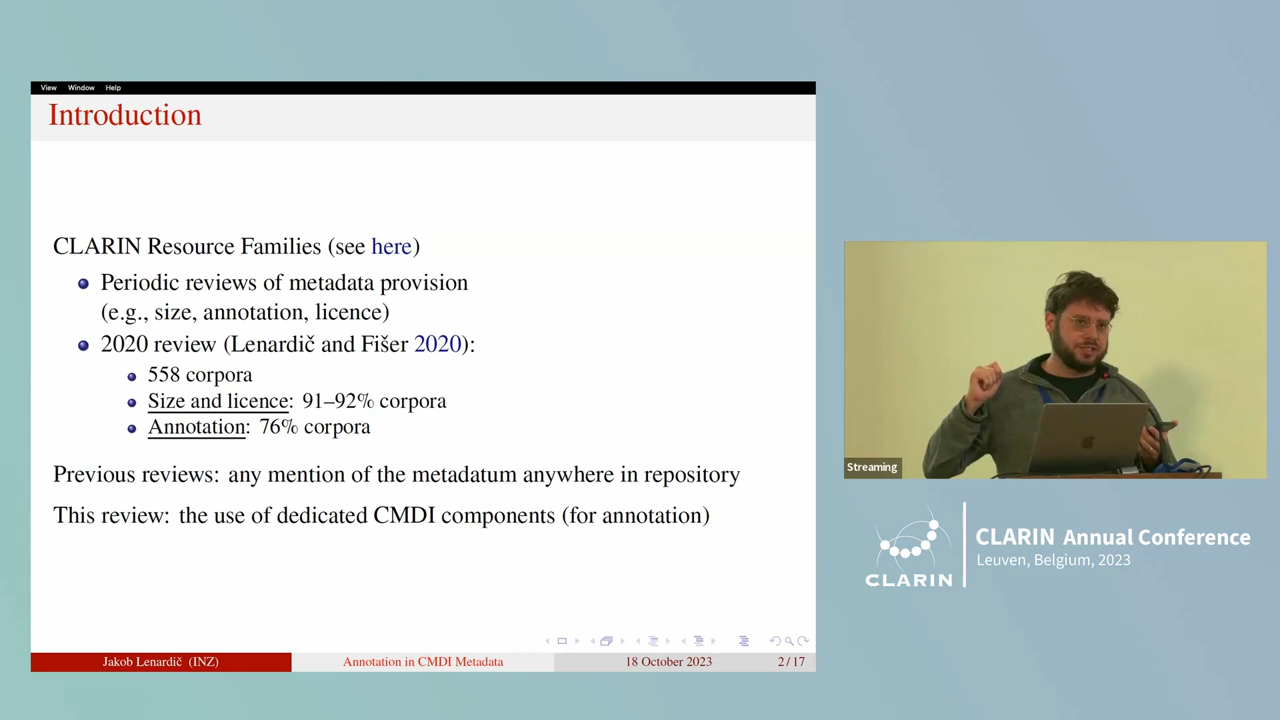 View Window Help
Introduction
CLARIN Resource Families (see here)
Periodic reviews of metadata provision
(e.g., size, annotation, licence)
2020 review (Lenardič and Fišer 2020):
558 corpora
Size and licence: 91–92% corpora
Annotation: 76% corpora
Previous reviews: any mention of the metadatum anywhere in repository
This review: the use of dedicated CMDI components (for annotation)
Jakob Lenardič (INZ) Annotation in CMDI Metadata 18 October 2023 2 / 17
Streaming
CLARIN
CLARIN Annual Conference
Leuven, Belgium, 2023